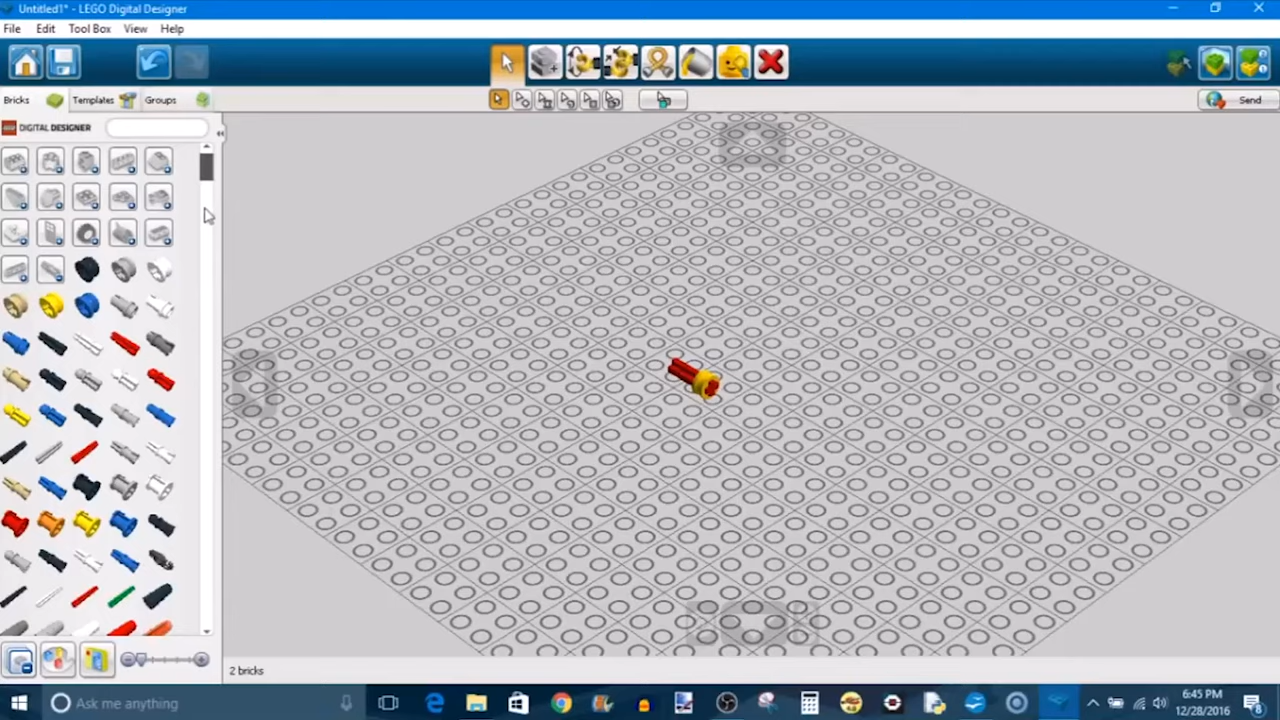 Untitled1* - LEGO Digital Designer
File Edit Tool Box View Help
Bricks Templates Groups
Send
DIGITAL DESIGNER
2 bricks
Ask me anything
6:45 PM
12/28/2016
8